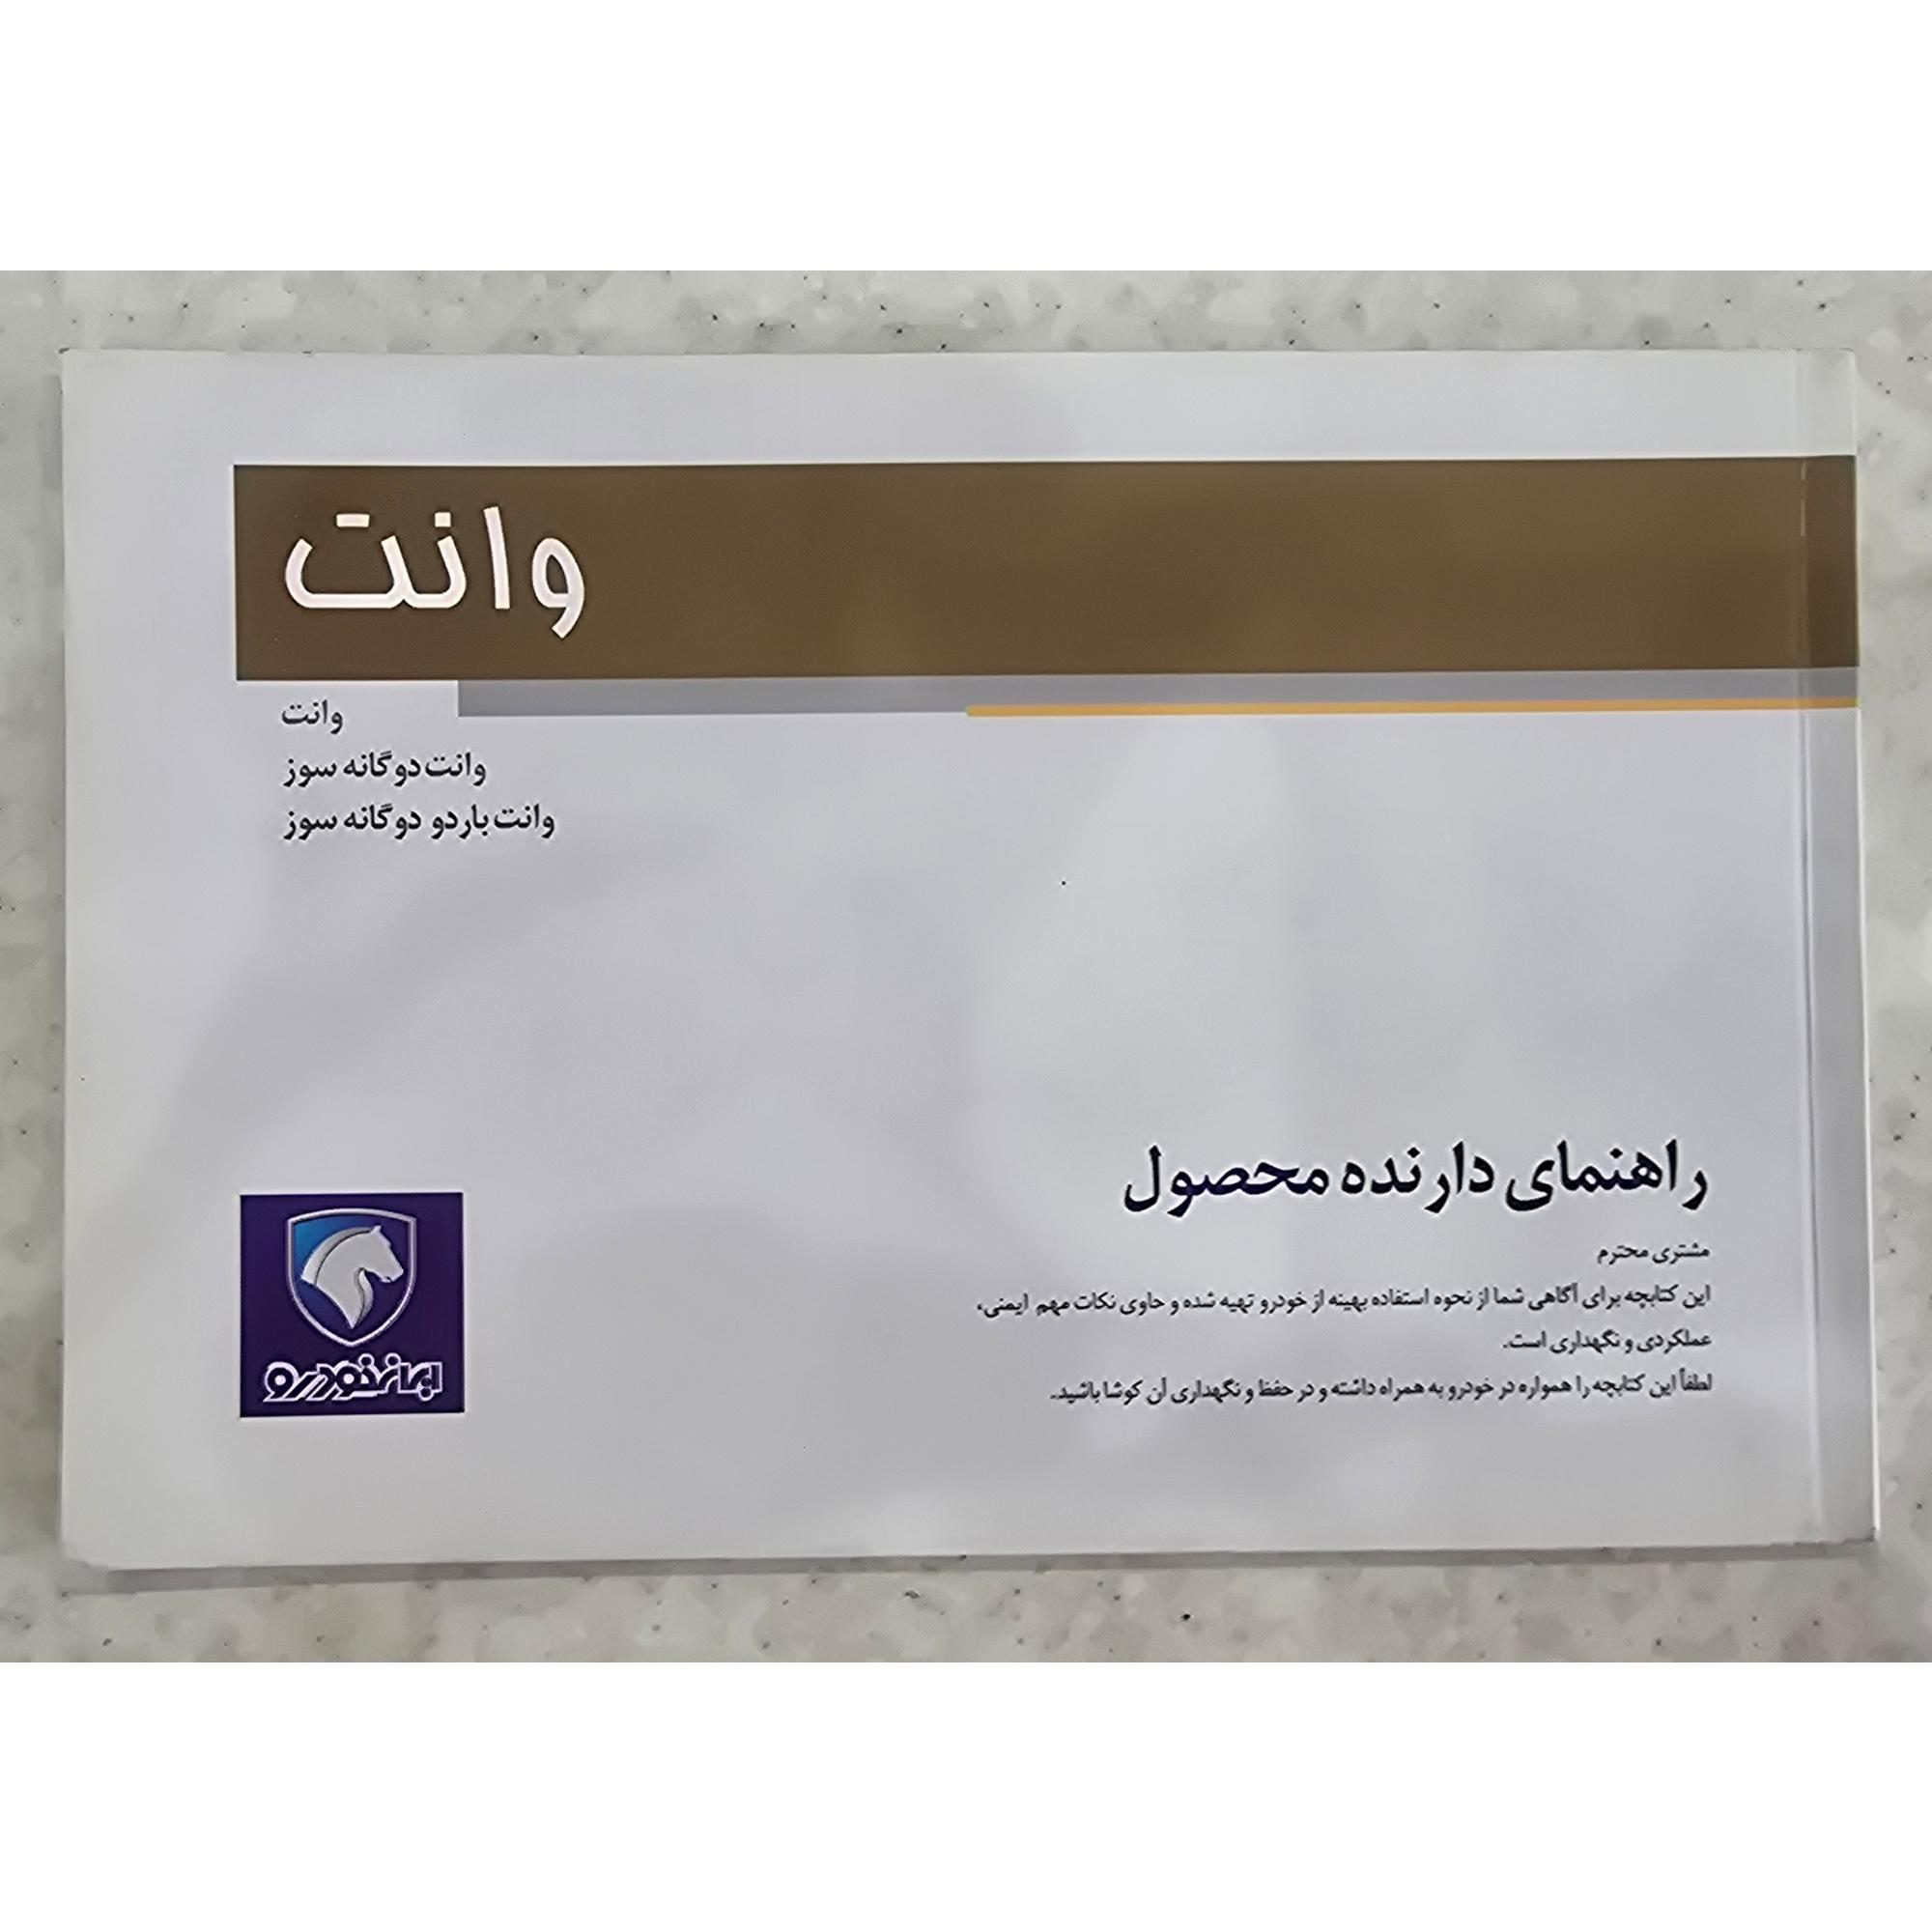 وانت
وانت
وانت دوگانه سوز
وانت باردو دوگانه سوز
راهنمای دارنده محصول
مشتری محترم
این کتابچه برای آگاهی شما از نحوه استفاده بهینه از خودرو تهیه شده و حاوی نکات مهم ایمنی،
عملکردی و نگهداری است.
لطفاً این کتابچه را همواره در خودرو به همراه داشته و در حفظ و نگهداری آن کوشا باشید.
ایران خودرو